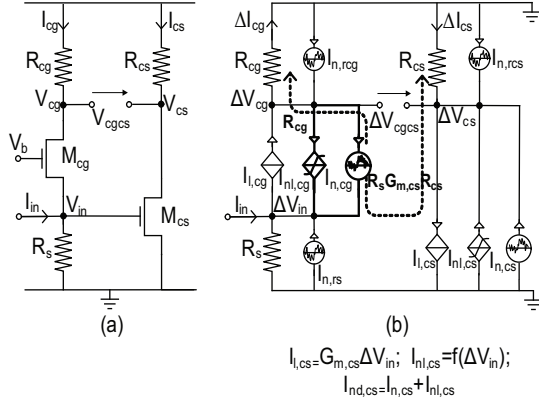 I_cg
I_cs
R_cg
R_cs
V_cg
V_cgcs
V_cs
V_b
M_cg
I_in
V_in
M_cs
R_s
(a)
ΔI_cg
ΔI_cs
R_cg
I_n,rcg
R_cs
I_n,rcs
ΔV_cg
R_cg
ΔV_cgcs
ΔV_cs
I_l,cg
I_nl,cg
I_n,cg
R_sG_m,csR_cs
I_in
ΔV_in
R_s
I_n,rs
I_l,cs
I_nl,cs
I_n,cs
(b)
I_l,cs=G_m,csΔV_in; I_nl,cs=f(ΔV_in);
I_nd,cs=I_n,cs+I_nl,cs